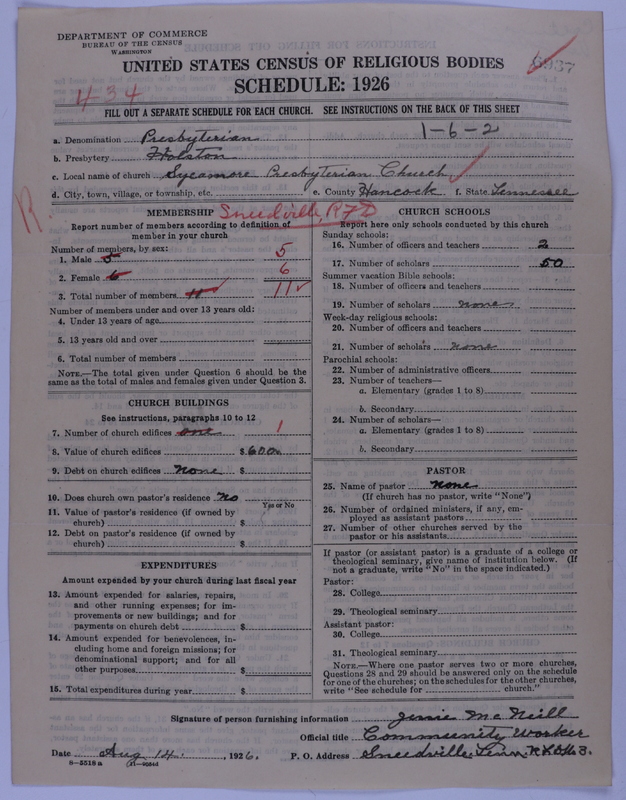 DEPARTMENT OF COMMERCE
BUREAU OF THE CENSUS
WASHINGTON
UNITED STATES CENSUS OF RELIGIOUS BODIES
SCHEDULE: 1926
434
FILL OUT A SEPARATE SCHEDULE FOR EACH CHURCH. SEE INSTRUCTIONS ON THE BACK OF THIS SHEET
1-6-2
a. Denomination Presbyterian
b. Presbytery Holston
c. Local name of church Sycamore Presbyterian Church
d. City, town, village, or township, etc. e. County Hancock f. State Tennessee
R.
Sneedville, RFD
MEMBERSHIP
Report number of members according to definition of
member in your church
Number of members, by sex:
1. Male 5 5
2. Female 6 6
3. Total number of members 11 11
Number of members under and over 13 years old:
4. Under 13 years of age
5. 13 years old and over
6. Total number of members
NOTE.—The total given under Question 6 should be
same as the total of males and females given under Question 3.
CHURCH BUILDINGS
See instructions, paragraphs 10 to 12
7. Number of church edifices one 1
8. Value of church edifices $600
9. Debt on church edifices None $
10. Does church own pastor's residence No
Yes or No
11. Value of pastor's residence (if owned by
church) $
12. Debt on pastor's residence (if owned by
church) $
EXPENDITURES
Amount expended by your church during last fiscal year
13. Amount expended for salaries, repairs,
and other running expenses; for im-
provements or new buildings; and for
payments on church debt $
14. Amount expended for benevolences, in-
cluding home and foreign missions; for
denominational support; and for all
other purposes $
15. Total expenditures during year $
CHURCH SCHOOLS
Report here only schools conducted by this church
Sunday schools:
16. Number of officers and teachers 2
17. Number of scholars 50
Summer vacation Bible schools:
18. Number of officers and teachers
19. Number of scholars none
Week-day religious schools:
20. Number of officers and teachers
21. Number of scholars none
Parochial schools:
22. Number of administrative officers
23. Number of teachers—
a. Elementary (grades 1 to 8)
b. Secondary
24. Number of scholars—
a. Elementary (grades 1 to 8)
b. Secondary
PASTOR
25. Name of pastor none
(If church has no pastor, write "None")
26. Number of ordained ministers, if any, em-
ployed as assistant pastors
27. Number of other churches served by the
pastor or his assistants
If pastor (or assistant pastor) is a graduate of a college or
theological seminary, give name of institution below. (If
not a graduate, write "No" in the space indicated.)
Pastor:
28. College
29. Theological seminary
Assistant pastor:
30. College
31. Theological seminary
NOTE.—Where one pastor serves two or more churches,
Questions 28 and 29 should be answered only on the schedule
for one of the churches; on the schedules for the other churches,
write "See schedule for church."
Signature of person furnishing information Jinnie McNeill
Official title Community Worker
Date Aug 14, 1926. P. O. Address Sneedville, Tenn.
8-5518a